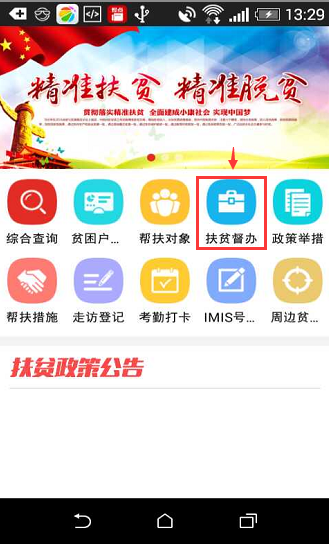 13:29
精准扶贫 精准脱贫
贯彻落实精准扶贫 全面建成小康社会 实现中国梦
综合查询 贫困户... 帮扶对象 扶贫督办 政策举措
帮扶措施 走访登记 考勤打卡 IMIS号... 周边贫...
扶贫政策公告